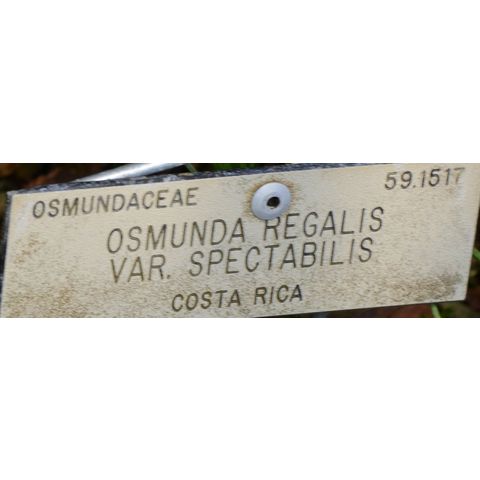 OSMUNDACEAE 59.1517
OSMUNDA REGALIS
VAR. SPECTABILIS
COSTA RICA